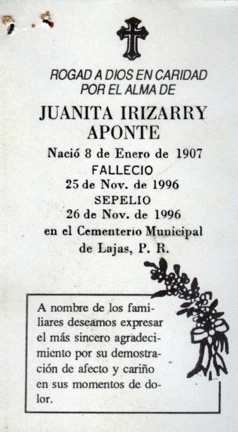 ROGAD A DIOS EN CARIDAD
POR EL ALMA DE
JUANITA IRIZARRY
APONTE
Nació 8 de Enero de 1907
FALLECIO
25 de Nov. de 1996
SEPELIO
26 de Nov. de 1996
en el Cementerio Municipal
de Lajas, P. R.
A nombre de los fami-
liares deseamos expresar
el más sincero agradeci-
miento por su demostra-
ción de afecto y cariño
en sus momentos de do-
lor.